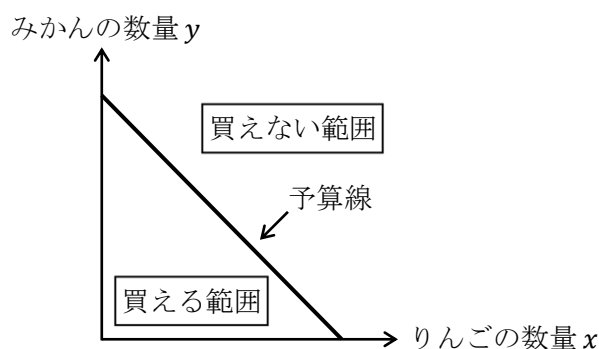 みかんの数量 y
買えない範囲
予算線
買える範囲
りんごの数量 x